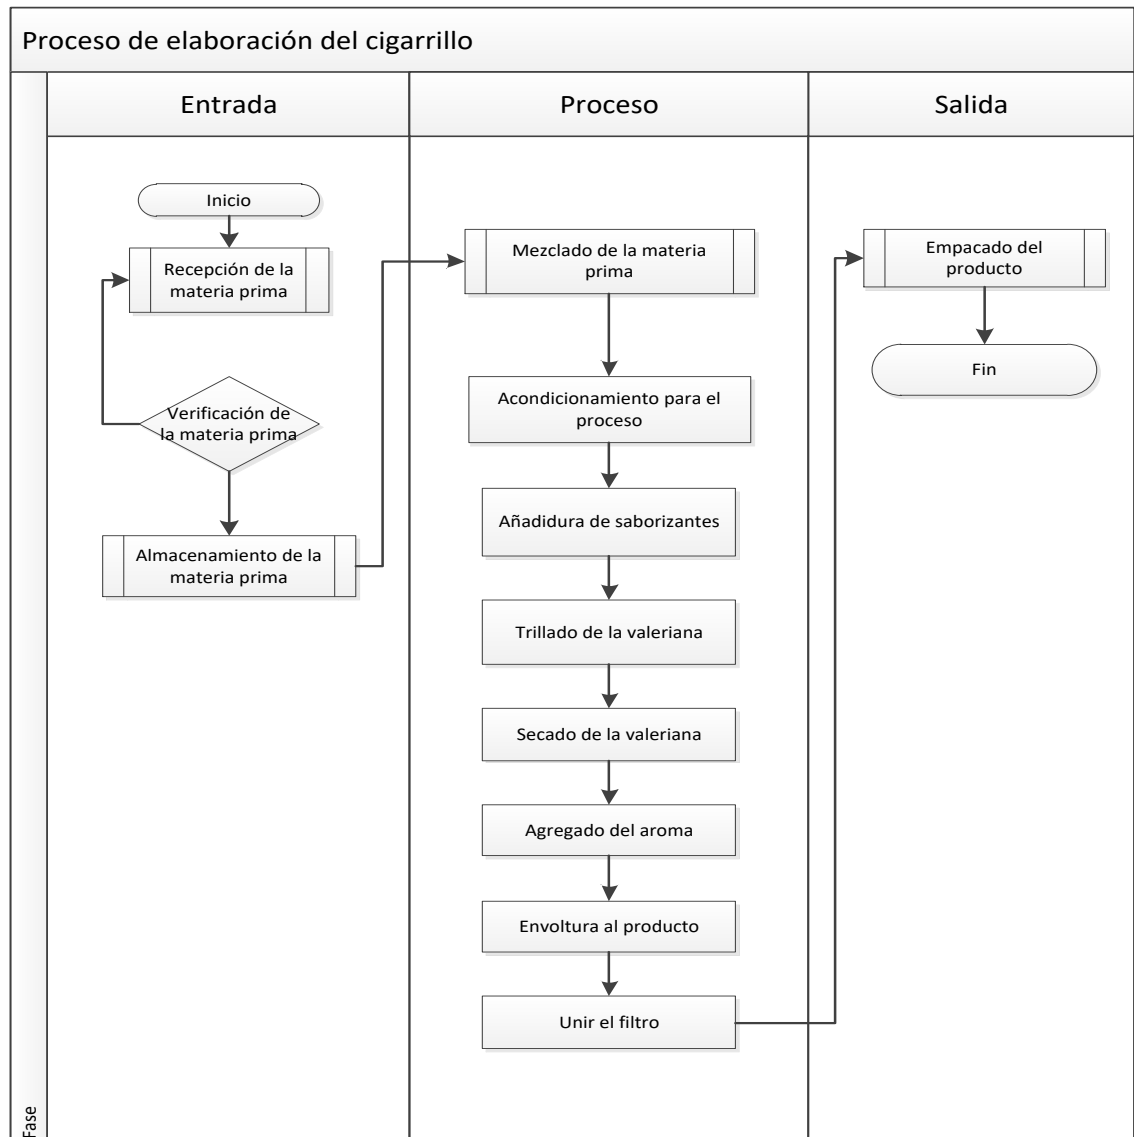 Proceso de elaboración del cigarrillo
Entrada
Proceso
Salida
Inicio
Recepción de la
materia prima
Verificación de
la materia prima
Almacenamiento de la
materia prima
Mezclado de la materia
prima
Acondicionamiento para el
proceso
Añadidura de saborizantes
Trillado de la valeriana
Secado de la valeriana
Agregado del aroma
Envoltura al producto
Unir el filtro
Empacado del
producto
Fin
Fase